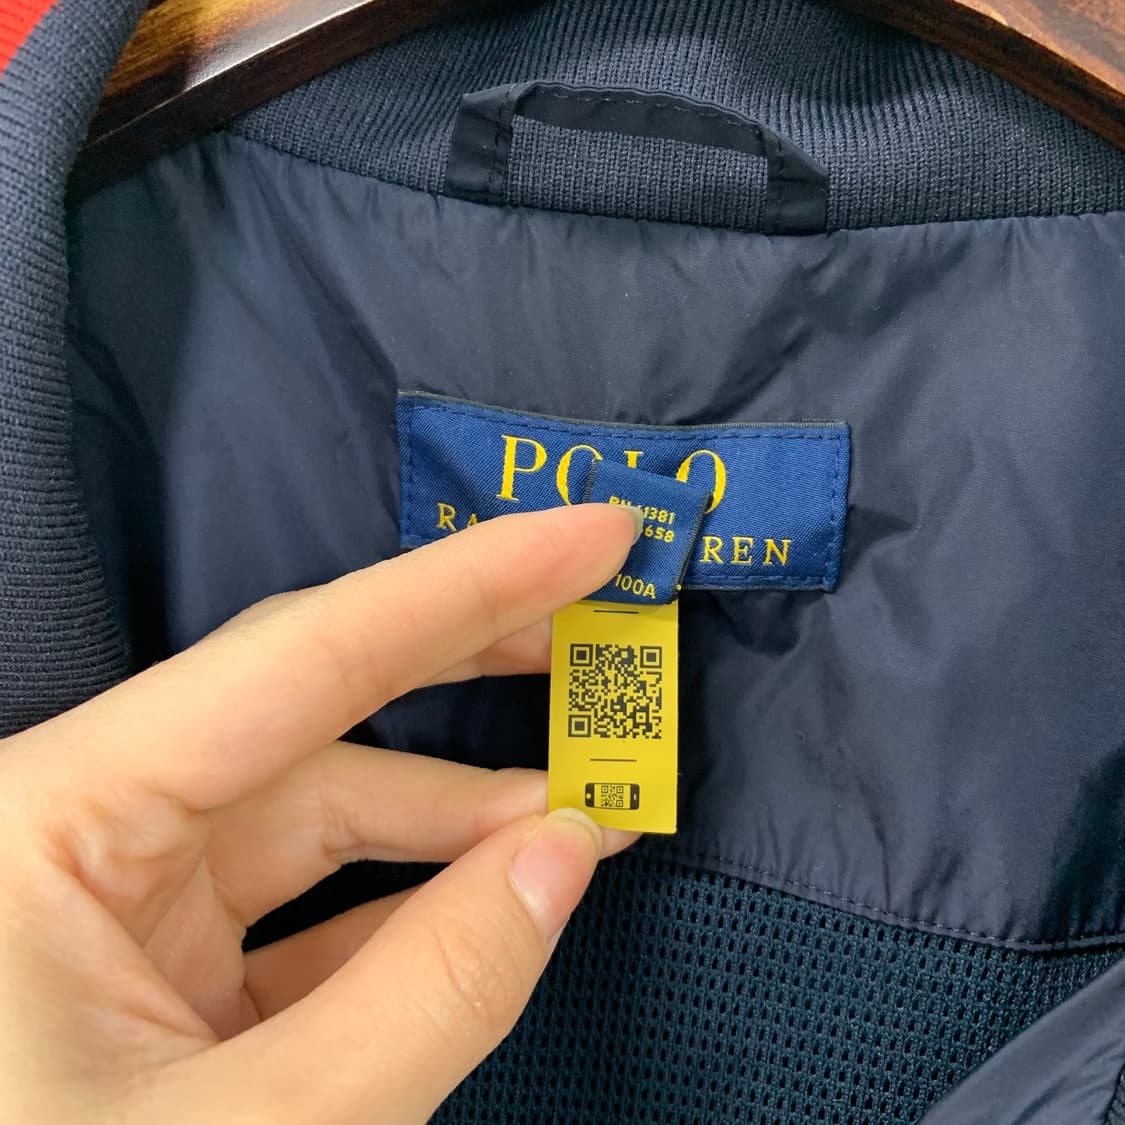 POLO
RA REN
RN 41381
658
100A